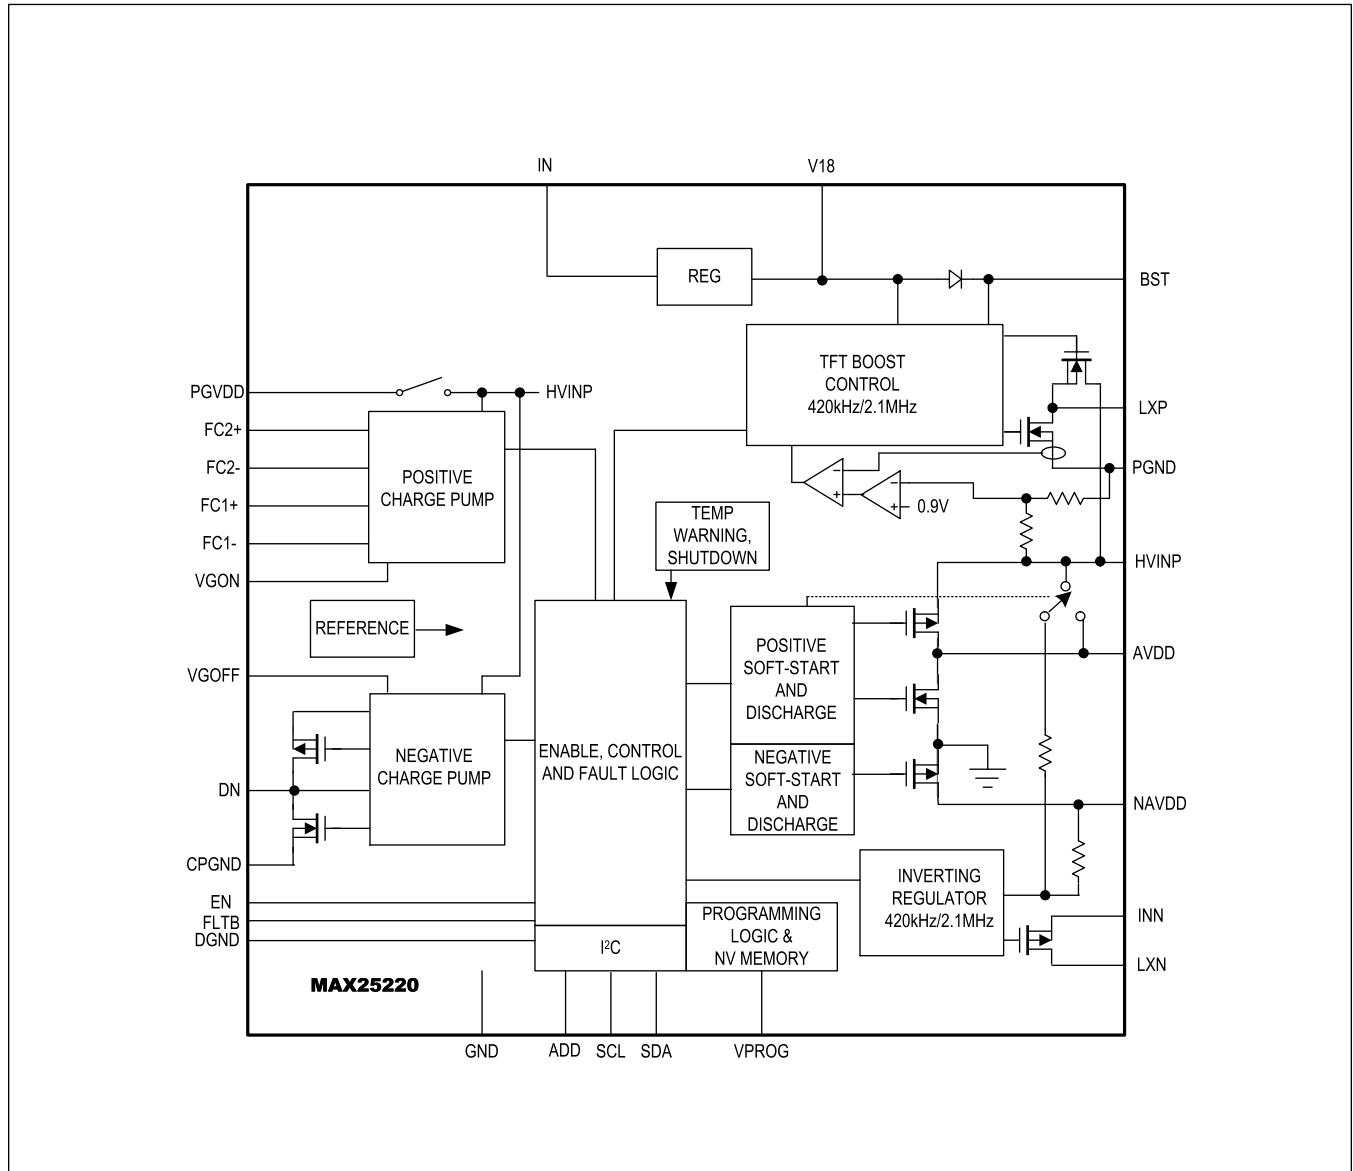 IN
V18
REG
BST
TFT BOOST
CONTROL
420kHz/2.1MHz
PGVDD
HVINP
LXP
FC2+
FC2-
FC1+
FC1-
POSITIVE
CHARGE PUMP
PGND
−
+
−
+
0.9V
TEMP
WARNING,
SHUTDOWN
VGON
HVINP
REFERENCE
POSITIVE
SOFT-START
AND
DISCHARGE
AVDD
VGOFF
NEGATIVE
CHARGE PUMP
ENABLE, CONTROL
AND FAULT LOGIC
NEGATIVE
SOFT-START
AND
DISCHARGE
DN
NAVDD
CPGND
INVERTING
REGULATOR
420kHz/2.1MHz
EN
FLTB
DGND
I²C
PROGRAMMING
LOGIC &
NV MEMORY
INN
LXN
MAX25220
GND
ADD
SCL
SDA
VPROG